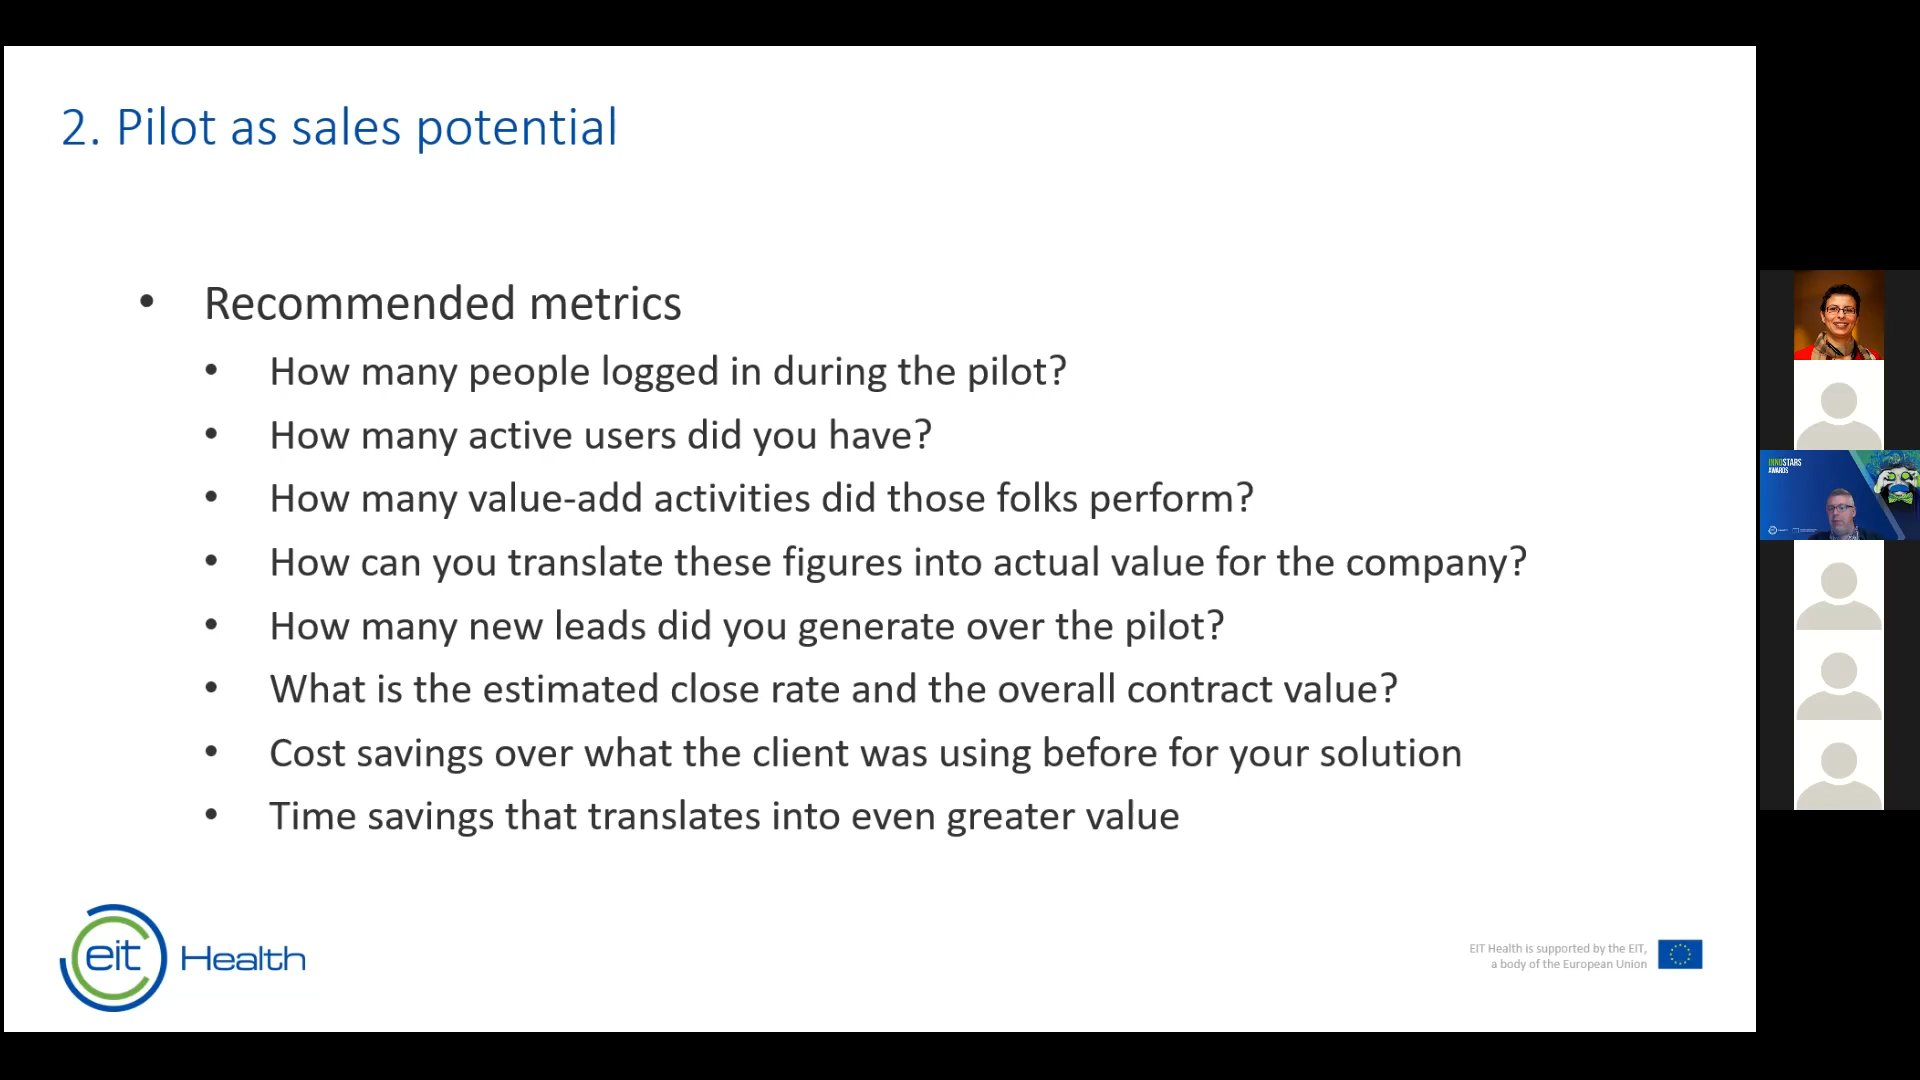 2. Pilot as sales potential
• Recommended metrics
• How many people logged in during the pilot?
• How many active users did you have?
• How many value-add activities did those folks perform?
• How can you translate these figures into actual value for the company?
• How many new leads did you generate over the pilot?
• What is the estimated close rate and the overall contract value?
• Cost savings over what the client was using before for your solution
• Time savings that translates into even greater value
eit Health
EIT Health is supported by the EIT,
a body of the European Union
INNOSTARS
AWARDS